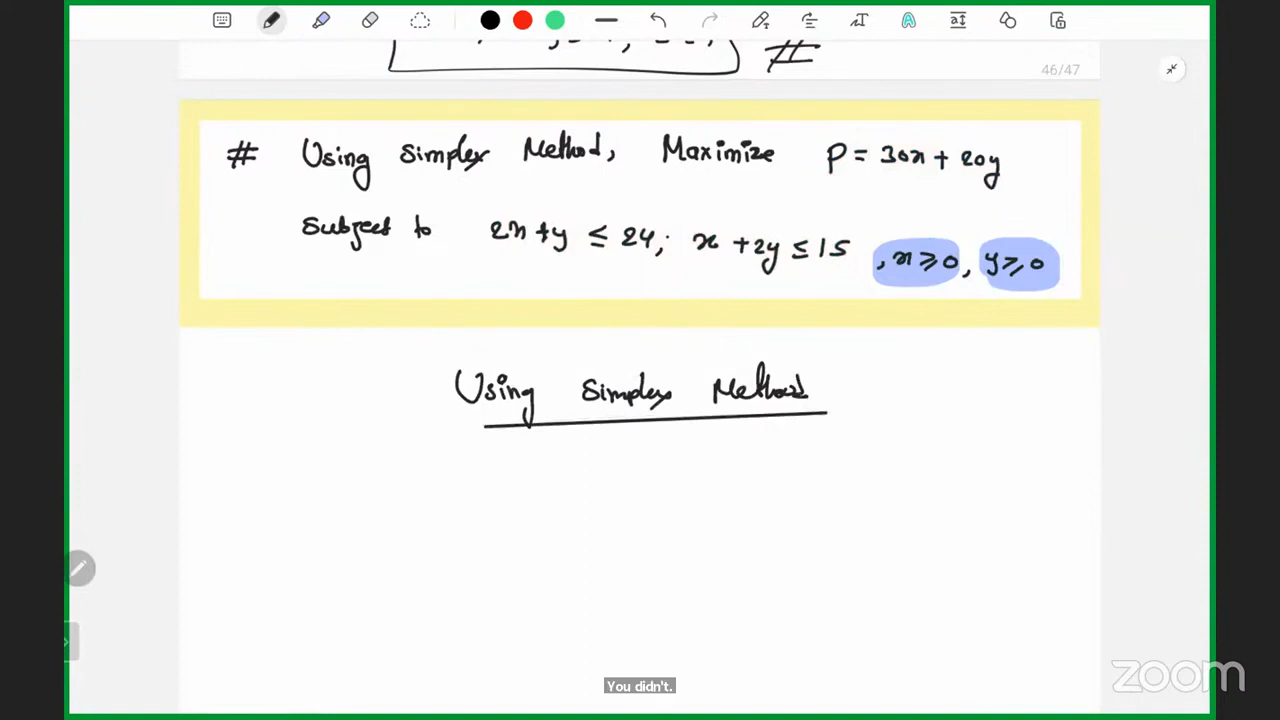 46/47
# Using Simplex Method, Maximize P = 30x + 20y
Subject to 2x + y ≤ 24; x + 2y ≤ 15, x ≥ 0, y ≥ 0
Using Simplex Method
You didn't.
zoom